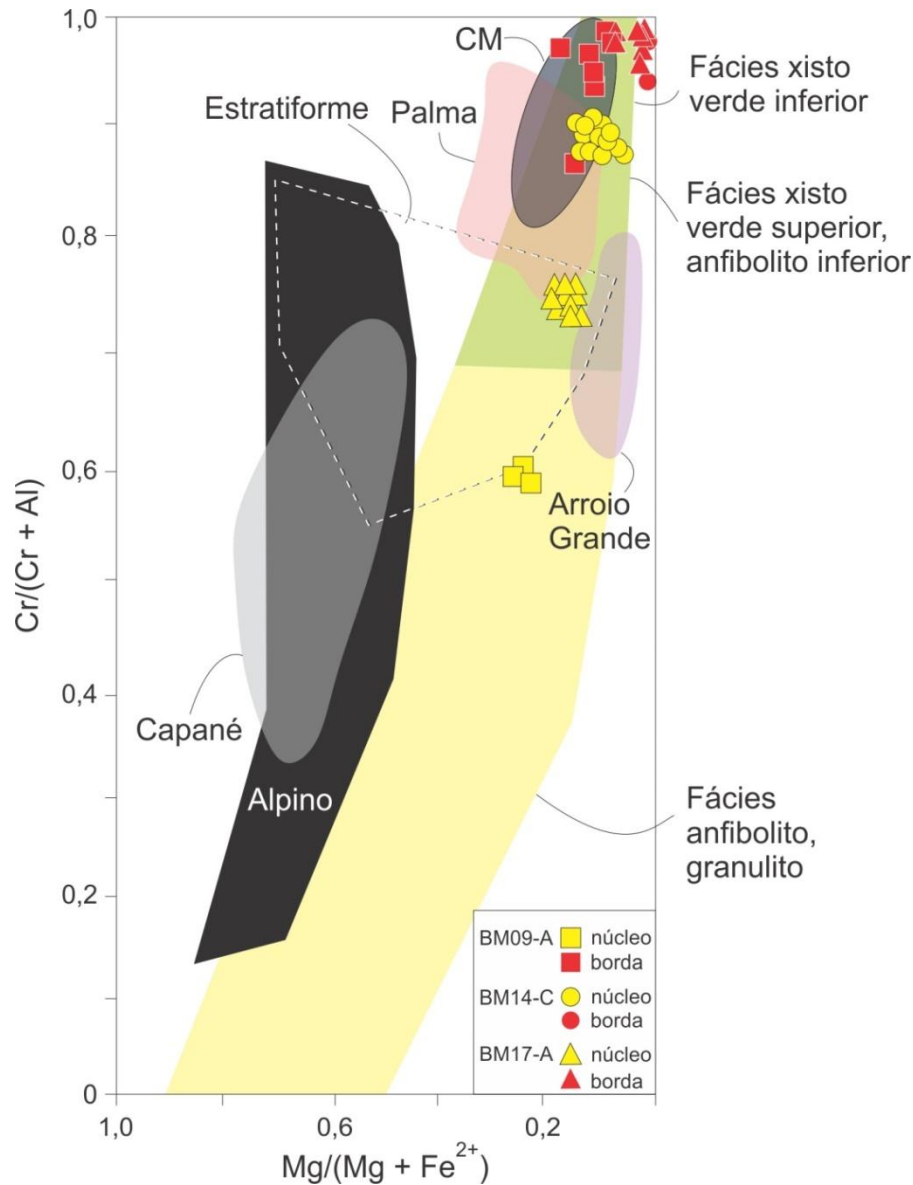 1,0
0,8
0,6
0,4
0,2
0
Cr/(Cr + Al)
1,0
0,6
0,2
Mg/(Mg + Fe²⁺)
CM
Estratiforme
Palma
Fácies xisto
verde inferior
Fácies xisto
verde superior,
anfibolito inferior
Arroio
Grande
Capané
Alpino
Fácies
anfibolito,
granulito
BM09-A núcleo
borda
BM14-C núcleo
borda
BM17-A núcleo
borda